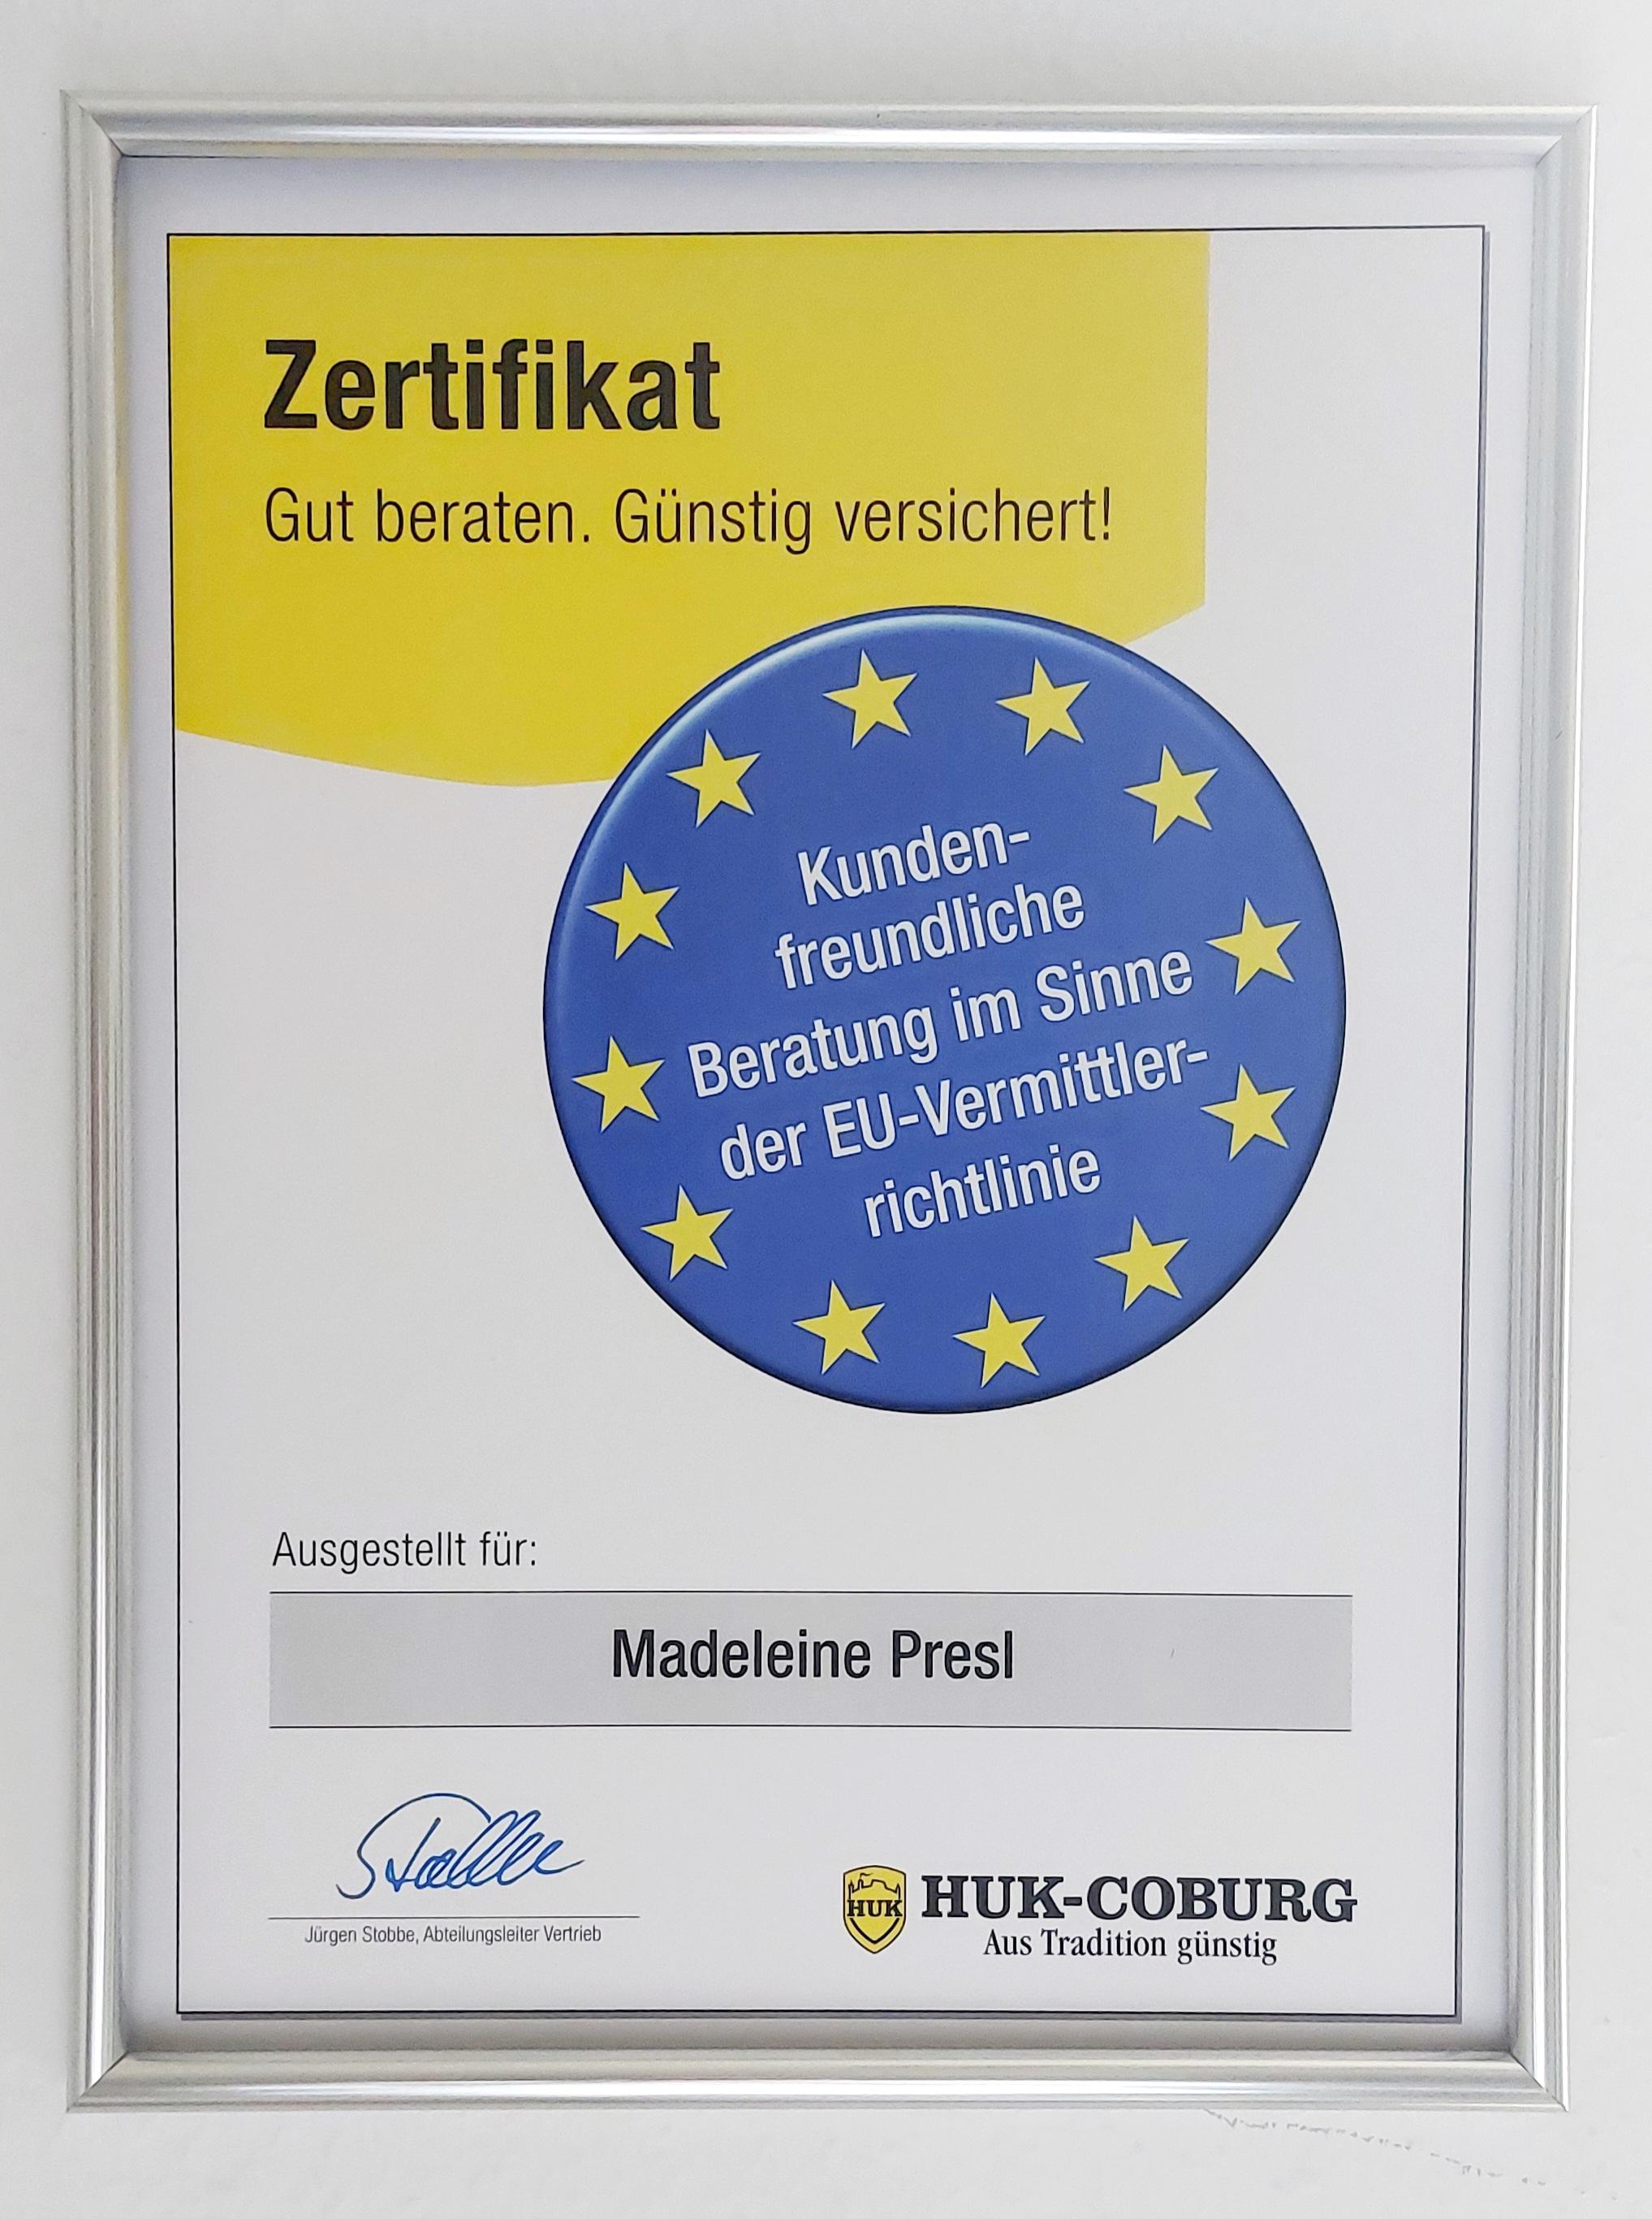 Zertifikat
Gut beraten. Günstig versichert!
Kunden-
freundliche
Beratung im Sinne
der EU-Vermittler-
richtlinie
Ausgestellt für:
Madeleine Presl
Stobbe
Jürgen Stobbe, Abteilungsleiter Vertrieb
HUK
HUK-COBURG
Aus Tradition günstig